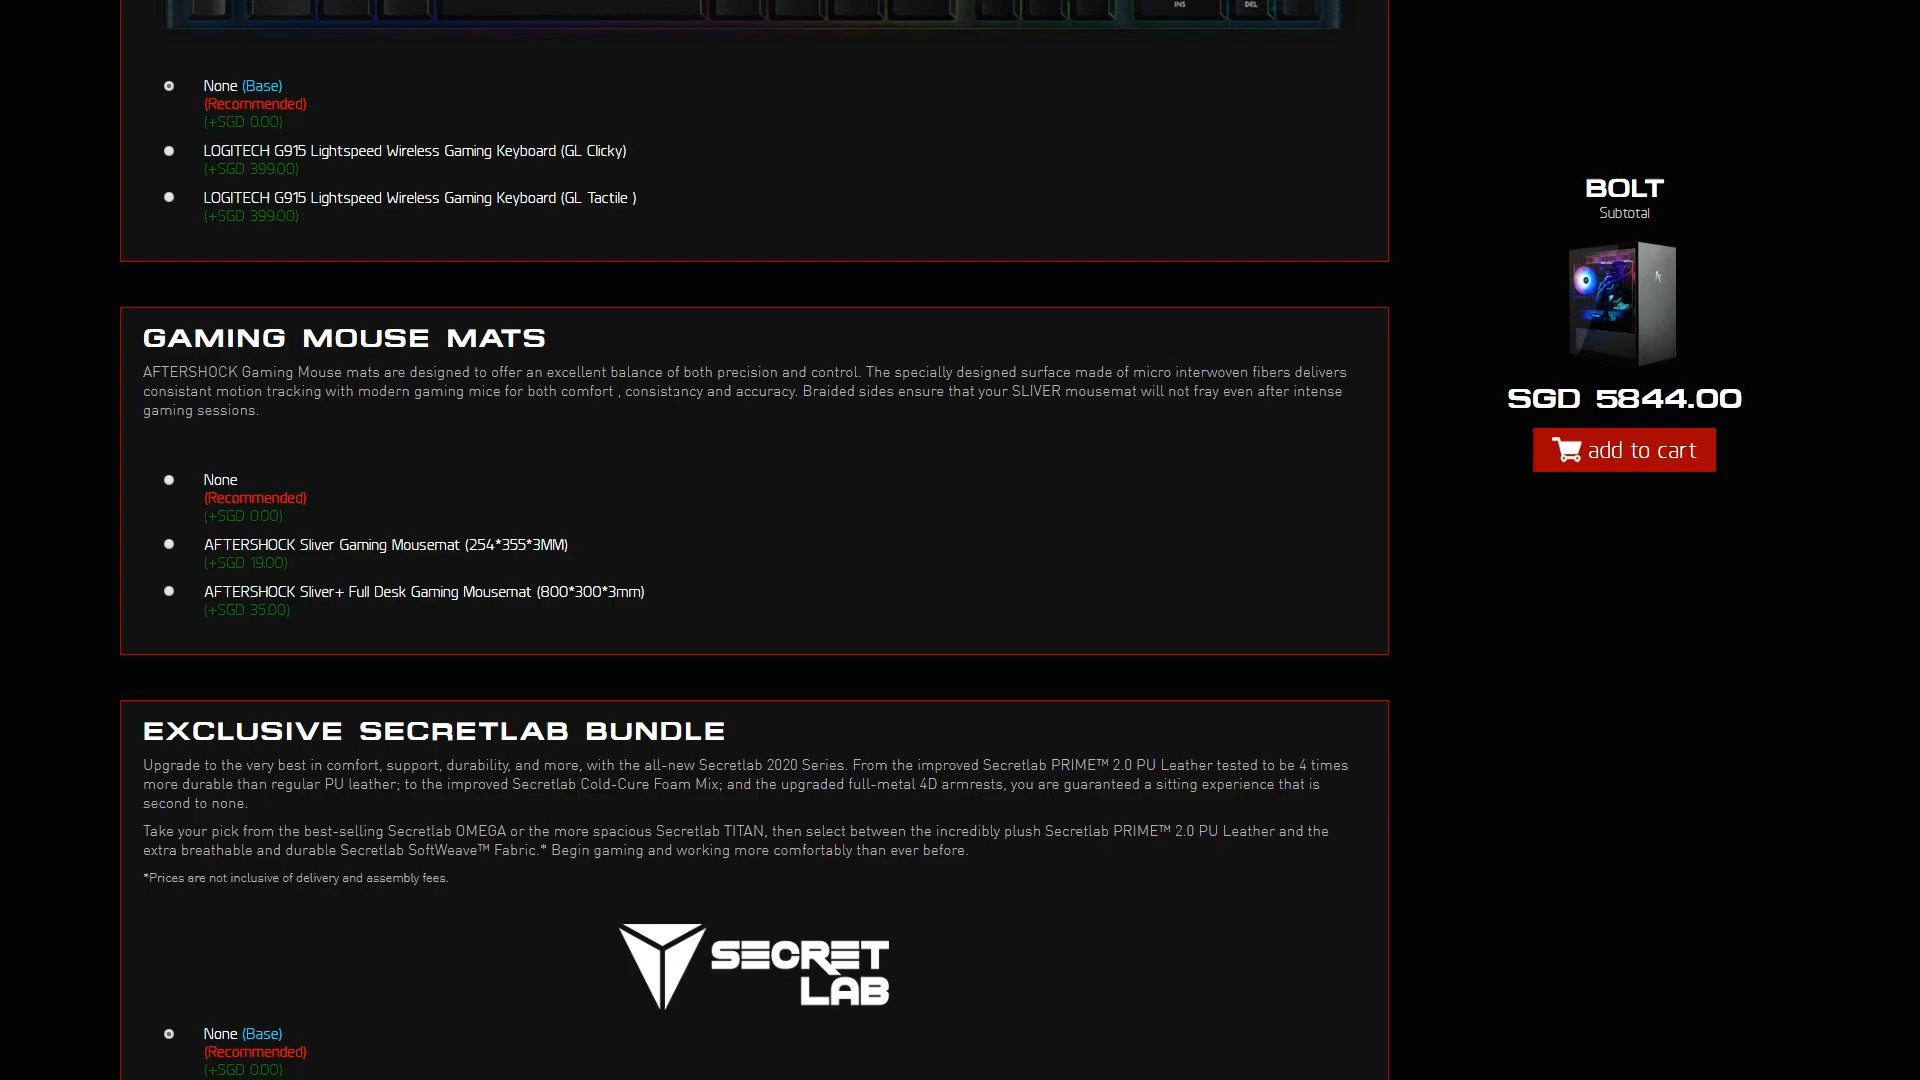 INS DEL
None (Base)
(Recommended)
(+SGD 0.00)
LOGITECH G915 Lightspeed Wireless Gaming Keyboard (GL Clicky)
(+SGD 399.00)
LOGITECH G915 Lightspeed Wireless Gaming Keyboard (GL Tactile )
(+SGD 399.00)
GAMING MOUSE MATS
AFTERSHOCK Gaming Mouse mats are designed to offer an excellent balance of both precision and control. The specially designed surface made of micro interwoven fibers delivers
consistant motion tracking with modern gaming mice for both comfort , consistancy and accuracy. Braided sides ensure that your SLIVER mousemat will not fray even after intense
gaming sessions.
None
(Recommended)
(+SGD 0.00)
AFTERSHOCK Sliver Gaming Mousemat (254*355*3MM)
(+SGD 19.00)
AFTERSHOCK Sliver+ Full Desk Gaming Mousemat (800*300*3mm)
(+SGD 35.00)
EXCLUSIVE SECRETLAB BUNDLE
Upgrade to the very best in comfort, support, durability, and more, with the all-new Secretlab 2020 Series. From the improved Secretlab PRIME™ 2.0 PU Leather tested to be 4 times
more durable than regular PU leather; to the improved Secretlab Cold-Cure Foam Mix; and the upgraded full-metal 4D armrests, you are guaranteed a sitting experience that is
second to none.
Take your pick from the best-selling Secretlab OMEGA or the more spacious Secretlab TITAN, then select between the incredibly plush Secretlab PRIME™ 2.0 PU Leather and the
extra breathable and durable Secretlab SoftWeave™ Fabric.* Begin gaming and working more comfortably than ever before.
*Prices are not inclusive of delivery and assembly fees.
SECRET
LAB
None (Base)
(Recommended)
(+SGD 0.00)
BOLT
Subtotal
SGD 5844.00
add to cart